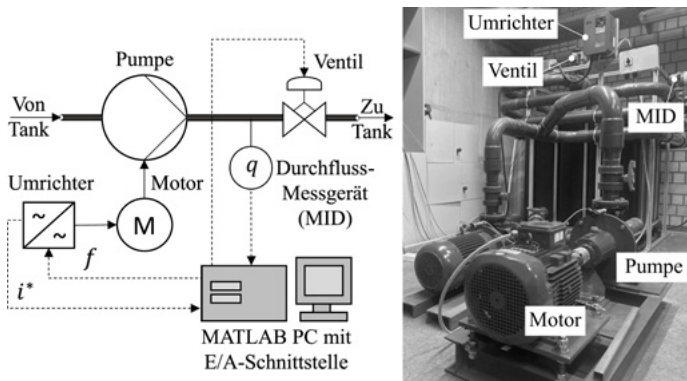 Pumpe
Ventil
Von
Tank
Zu
Tank
q
Durchfluss-
Messgerät
(MID)
Umrichter
Motor
~
~
M
f
i*
MATLAB PC mit
E/A-Schnittstelle
Umrichter
Ventil
MID
Pumpe
Motor